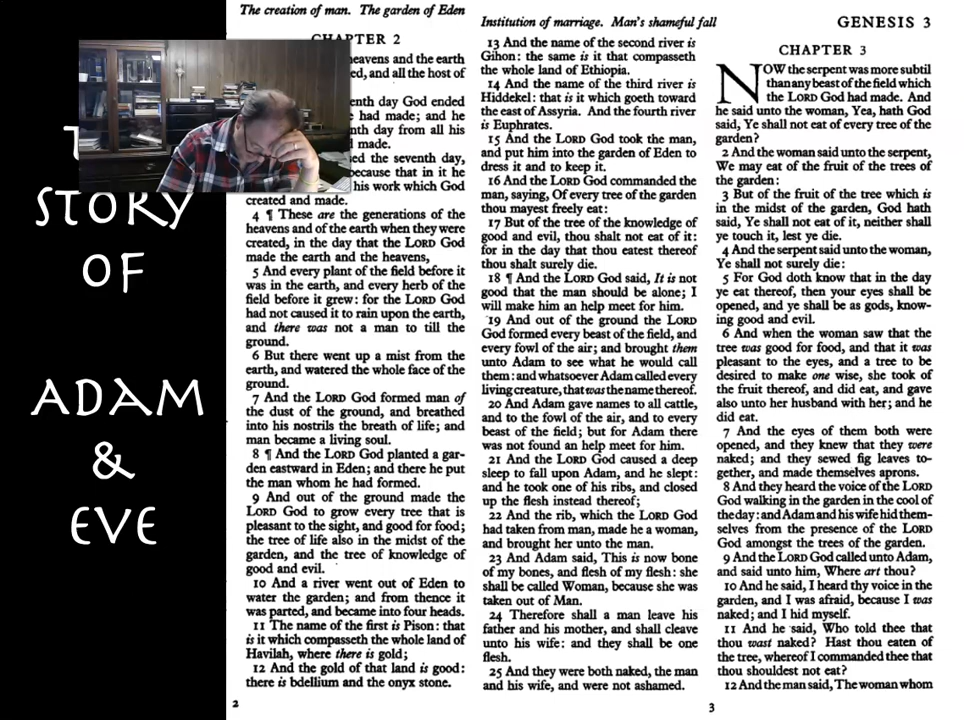 The creation of man. The garden of Eden
CHAPTER 2
heavens and the earth
ed, and all the host of
enth day God ended
had made; and he
nth day from all his
made.
ed the seventh day,
because that in it he
his work which God
created and made.
4 ¶ These are the generations of the
heavens and of the earth when they were
created, in the day that the LORD God
made the earth and the heavens,
5 And every plant of the field before it
was in the earth, and every herb of the
field before it grew: for the LORD God
had not caused it to rain upon the earth,
and there was not a man to till the
ground.
6 But there went up a mist from the
earth, and watered the whole face of the
ground.
7 And the LORD God formed man of
the dust of the ground, and breathed
into his nostrils the breath of life; and
man became a living soul.
8 ¶ And the LORD God planted a gar-
den eastward in Eden; and there he put
the man whom he had formed.
9 And out of the ground made the
LORD God to grow every tree that is
pleasant to the sight, and good for food;
the tree of life also in the midst of the
garden, and the tree of knowledge of
good and evil.
10 And a river went out of Eden to
water the garden; and from thence it
was parted, and became into four heads.
11 The name of the first is Pison: that
is it which compasseth the whole land of
Havilah, where there is gold;
12 And the gold of that land is good:
there is bdellium and the onyx stone.
2
Institution of marriage. Man's shameful fall
13 And the name of the second river is
Gihon: the same is it that compasseth
the whole land of Ethiopia.
14 And the name of the third river is
Hiddekel: that is it which goeth toward
the east of Assyria. And the fourth river
is Euphrates.
15 And the LORD God took the man,
and put him into the garden of Eden to
dress it and to keep it.
16 And the LORD God commanded the
man, saying, Of every tree of the garden
thou mayest freely eat:
17 But of the tree of the knowledge of
good and evil, thou shalt not eat of it:
for in the day that thou eatest thereof
thou shalt surely die.
18 ¶ And the LORD God said, It is not
good that the man should be alone; I
will make him an help meet for him.
19 And out of the ground the LORD
God formed every beast of the field, and
every fowl of the air; and brought them
unto Adam to see what he would call
them: and whatsoever Adam called every
living creature, that was the name thereof.
20 And Adam gave names to all cattle,
and to the fowl of the air, and to every
beast of the field; but for Adam there
was not found an help meet for him.
21 And the LORD God caused a deep
sleep to fall upon Adam, and he slept:
and he took one of his ribs, and closed
up the flesh instead thereof;
22 And the rib, which the LORD God
had taken from man, made he a woman,
and brought her unto the man.
23 And Adam said, This is now bone
of my bones, and flesh of my flesh: she
shall be called Woman, because she was
taken out of Man.
24 Therefore shall a man leave his
father and his mother, and shall cleave
unto his wife: and they shall be one
flesh.
25 And they were both naked, the man
and his wife, and were not ashamed.
GENESIS 3
CHAPTER 3
NOW the serpent was more subtil
than any beast of the field which
the LORD God had made. And
he said unto the woman, Yea, hath God
said, Ye shall not eat of every tree of the
garden?
2 And the woman said unto the serpent,
We may eat of the fruit of the trees of
the garden:
3 But of the fruit of the tree which is
in the midst of the garden, God hath
said, Ye shall not eat of it, neither shall
ye touch it, lest ye die.
4 And the serpent said unto the woman,
Ye shall not surely die:
5 For God doth know that in the day
ye eat thereof, then your eyes shall be
opened, and ye shall be as gods, know-
ing good and evil.
6 And when the woman saw that the
tree was good for food, and that it was
pleasant to the eyes, and a tree to be
desired to make one wise, she took of
the fruit thereof, and did eat, and gave
also unto her husband with her; and he
did eat.
7 And the eyes of them both were
opened, and they knew that they were
naked; and they sewed fig leaves to-
gether, and made themselves aprons.
8 And they heard the voice of the LORD
God walking in the garden in the cool of
the day: and Adam and his wife hid them-
selves from the presence of the LORD
God amongst the trees of the garden.
9 And the LORD God called unto Adam,
and said unto him, Where art thou?
10 And he said, I heard thy voice in the
garden, and I was afraid, because I was
naked; and I hid myself.
11 And he said, Who told thee that
thou wast naked? Hast thou eaten of
the tree, whereof I commanded thee that
thou shouldest not eat?
12 And the man said, The woman whom
3
STORY
OF
ADAM
&
EVE